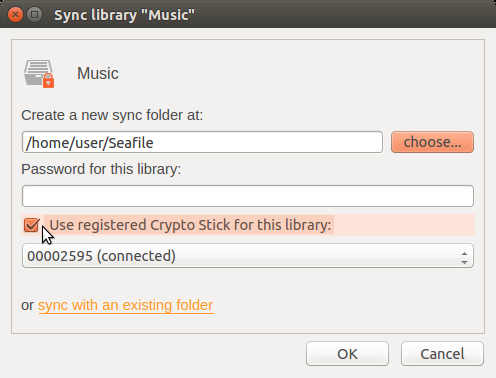 Sync library "Music"
Music
Create a new sync folder at:
/home/user/Seafile
choose...
Password for this library:
Use registered Crypto Stick for this library:
00002595 (connected)
or sync with an existing folder
OK
Cancel